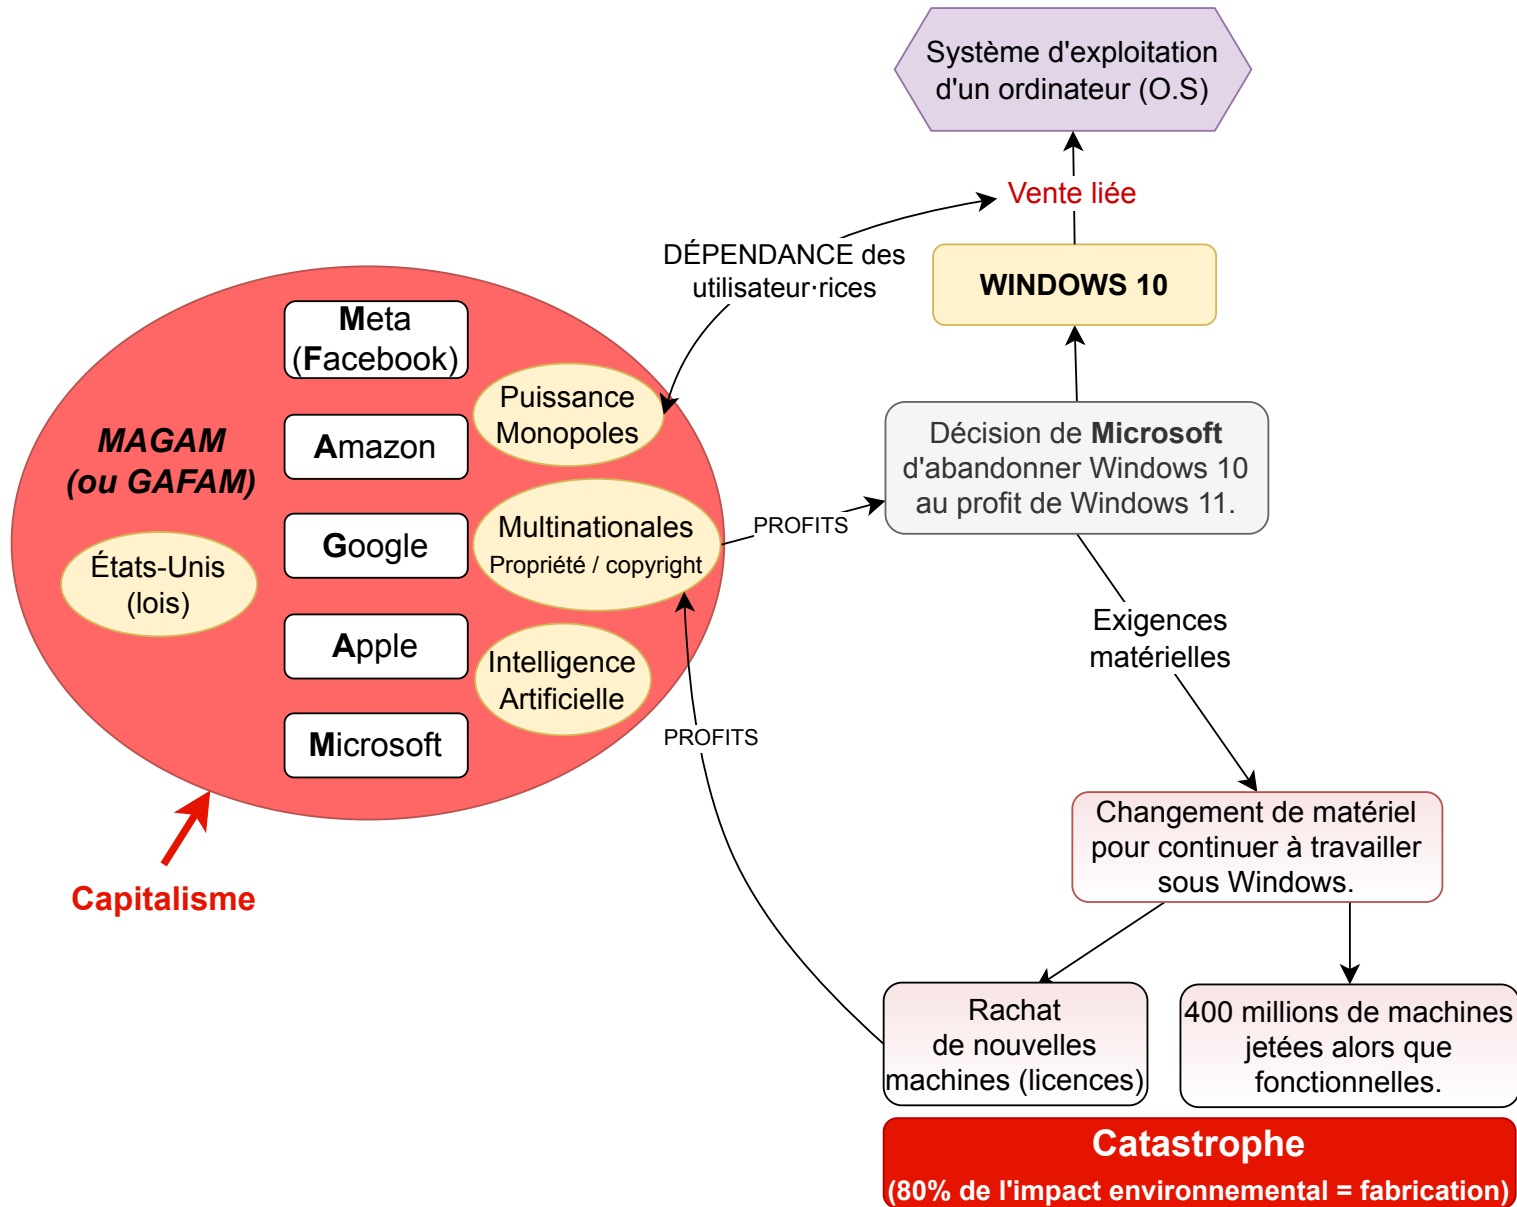 Système d'exploitation
d'un ordinateur (O.S)
Vente liée
DÉPENDANCE des
utilisateur·rices
WINDOWS 10
Meta
(Facebook)
Puissance
Monopoles
MAGAM
(ou GAFAM)
Amazon
Décision de Microsoft
d'abandonner Windows 10
au profit de Windows 11.
Multinationales
Propriété / copyright
PROFITS
Google
États-Unis
(lois)
Apple
Intelligence
Artificielle
Exigences
matérielles
Microsoft
PROFITS
Capitalisme
Changement de matériel
pour continuer à travailler
sous Windows.
Rachat
de nouvelles
machines (licences)
400 millions de machines
jetées alors que
fonctionnelles.
Catastrophe
(80% de l'impact environnemental = fabrication)